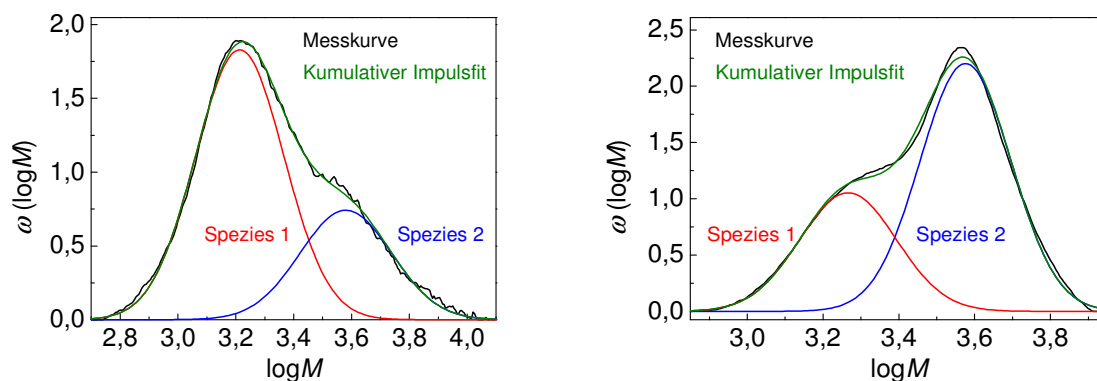 2,0
1,5
1,0
0,5
0,0
ω (logM)
Messkurve
Kumulativer Impulsfit
Spezies 1
Spezies 2
2,8 3,0 3,2 3,4 3,6 3,8 4,0
logM
2,5
2,0
1,5
1,0
0,5
0,0
ω (logM)
Messkurve
Kumulativer Impulsfit
Spezies 1
Spezies 2
3,0 3,2 3,4 3,6 3,8
logM